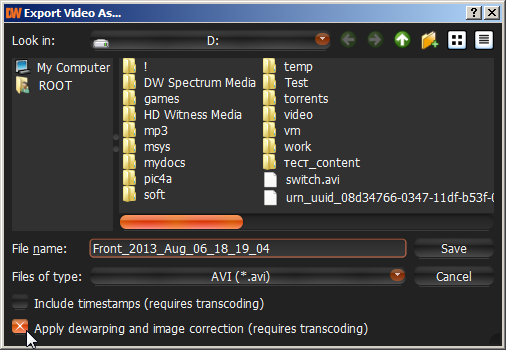 DW Export Video As... ?
Look in: D:
My Computer
ROOT
!
DW Spectrum Media
games
HD Witness Media
mp3
msys
mydocs
pic4a
soft
temp
Test
torrents
video
vm
work
тест_content
switch.avi
urn_uuid_08d34766-0347-11df-b53f-0
File name: Front_2013_Aug_06_18_19_04 Save
Files of type: AVI (*.avi) Cancel
Include timestamps (requires transcoding)
Apply dewarping and image correction (requires transcoding)